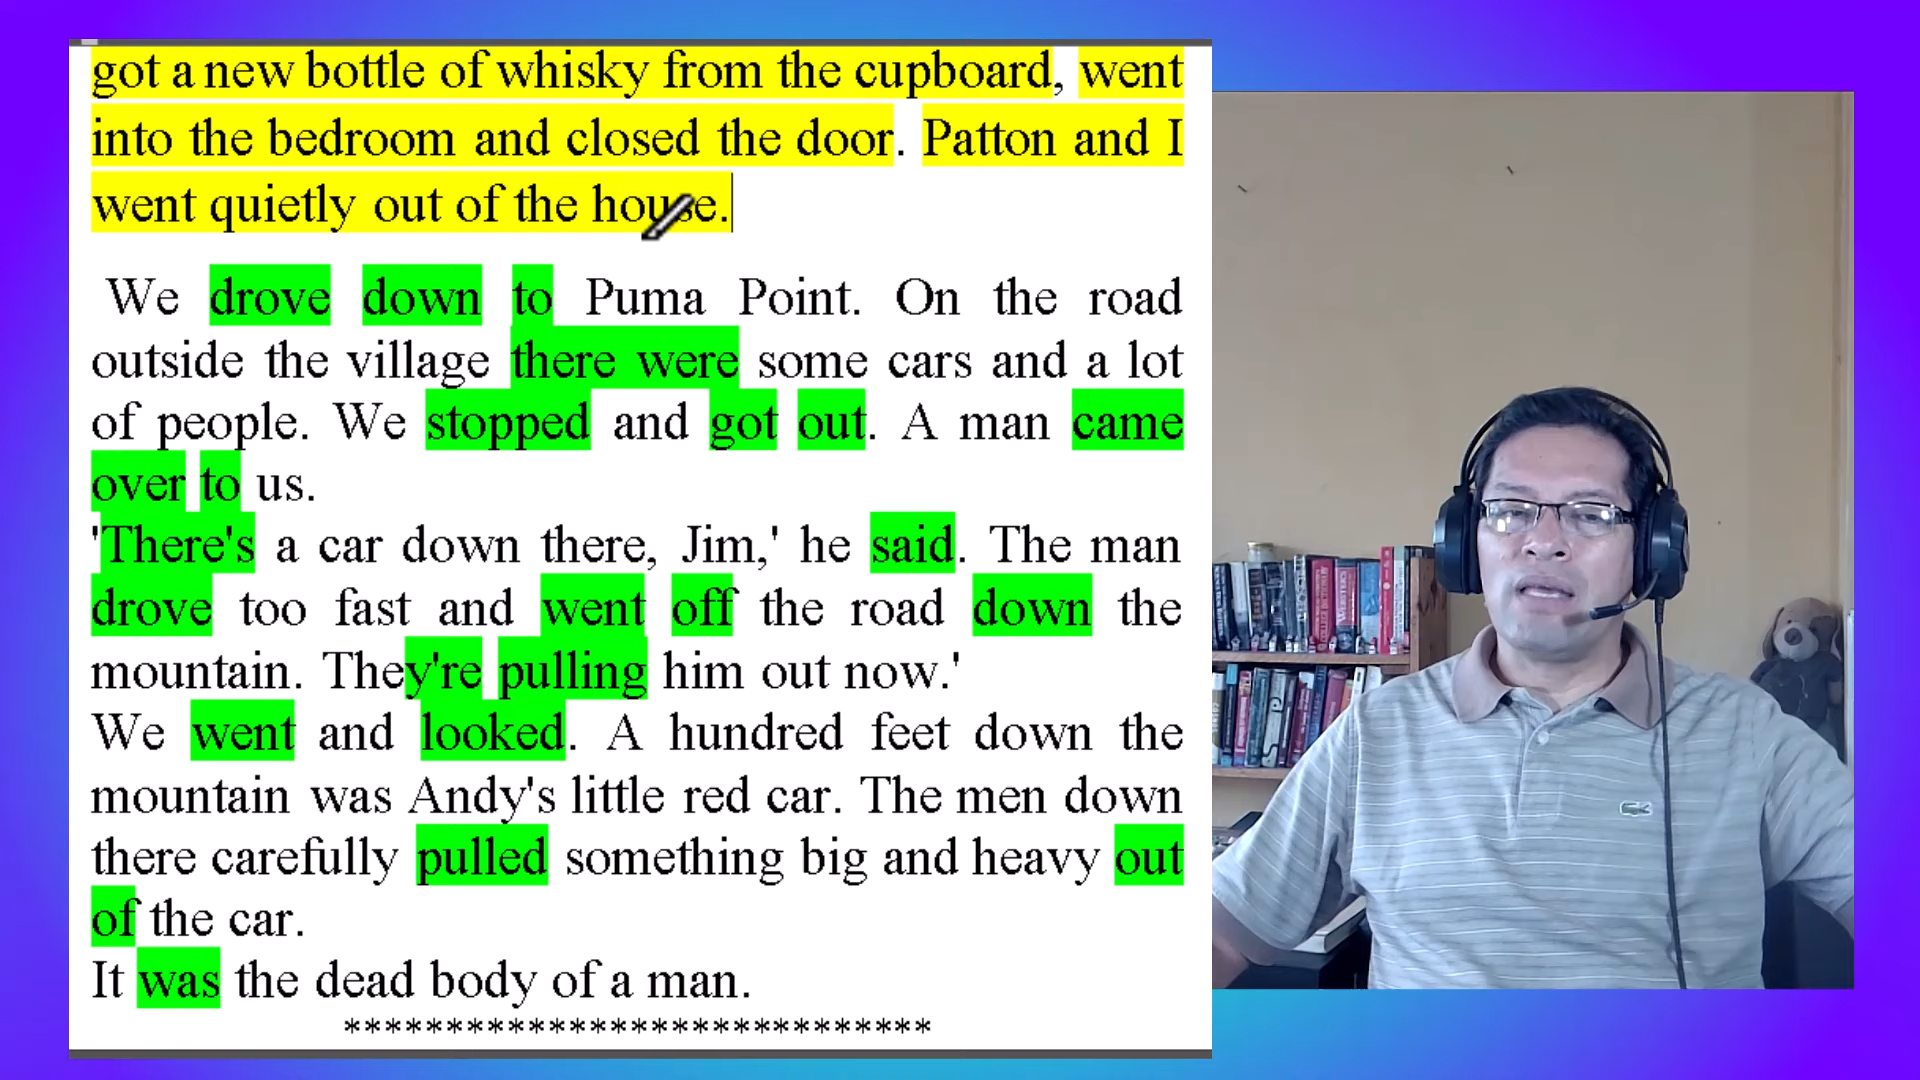 got a new bottle of whisky from the cupboard, went
into the bedroom and closed the door. Patton and I
went quietly out of the house.
We drove down to Puma Point. On the road
outside the village there were some cars and a lot
of people. We stopped and got out. A man came
over to us.
'There's a car down there, Jim,' he said. The man
drove too fast and went off the road down the
mountain. They're pulling him out now.'
We went and looked. A hundred feet down the
mountain was Andy's little red car. The men down
there carefully pulled something big and heavy out
of the car.
It was the dead body of a man.
*****************************